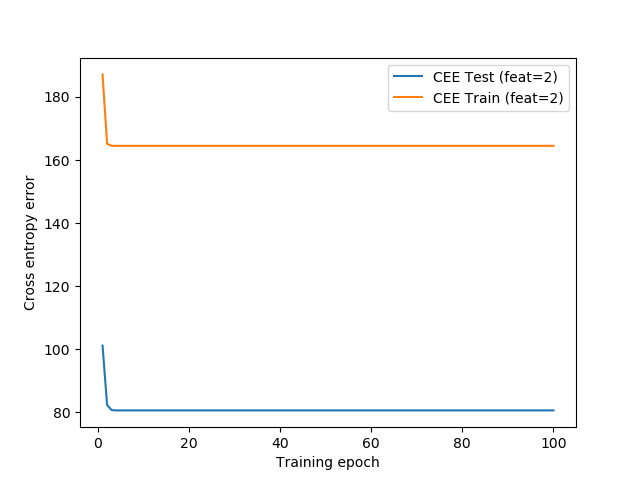 CEE Test (feat=2)
CEE Train (feat=2)
180
160
140
120
100
80
Cross entropy error
0 20 40 60 80 100
Training epoch